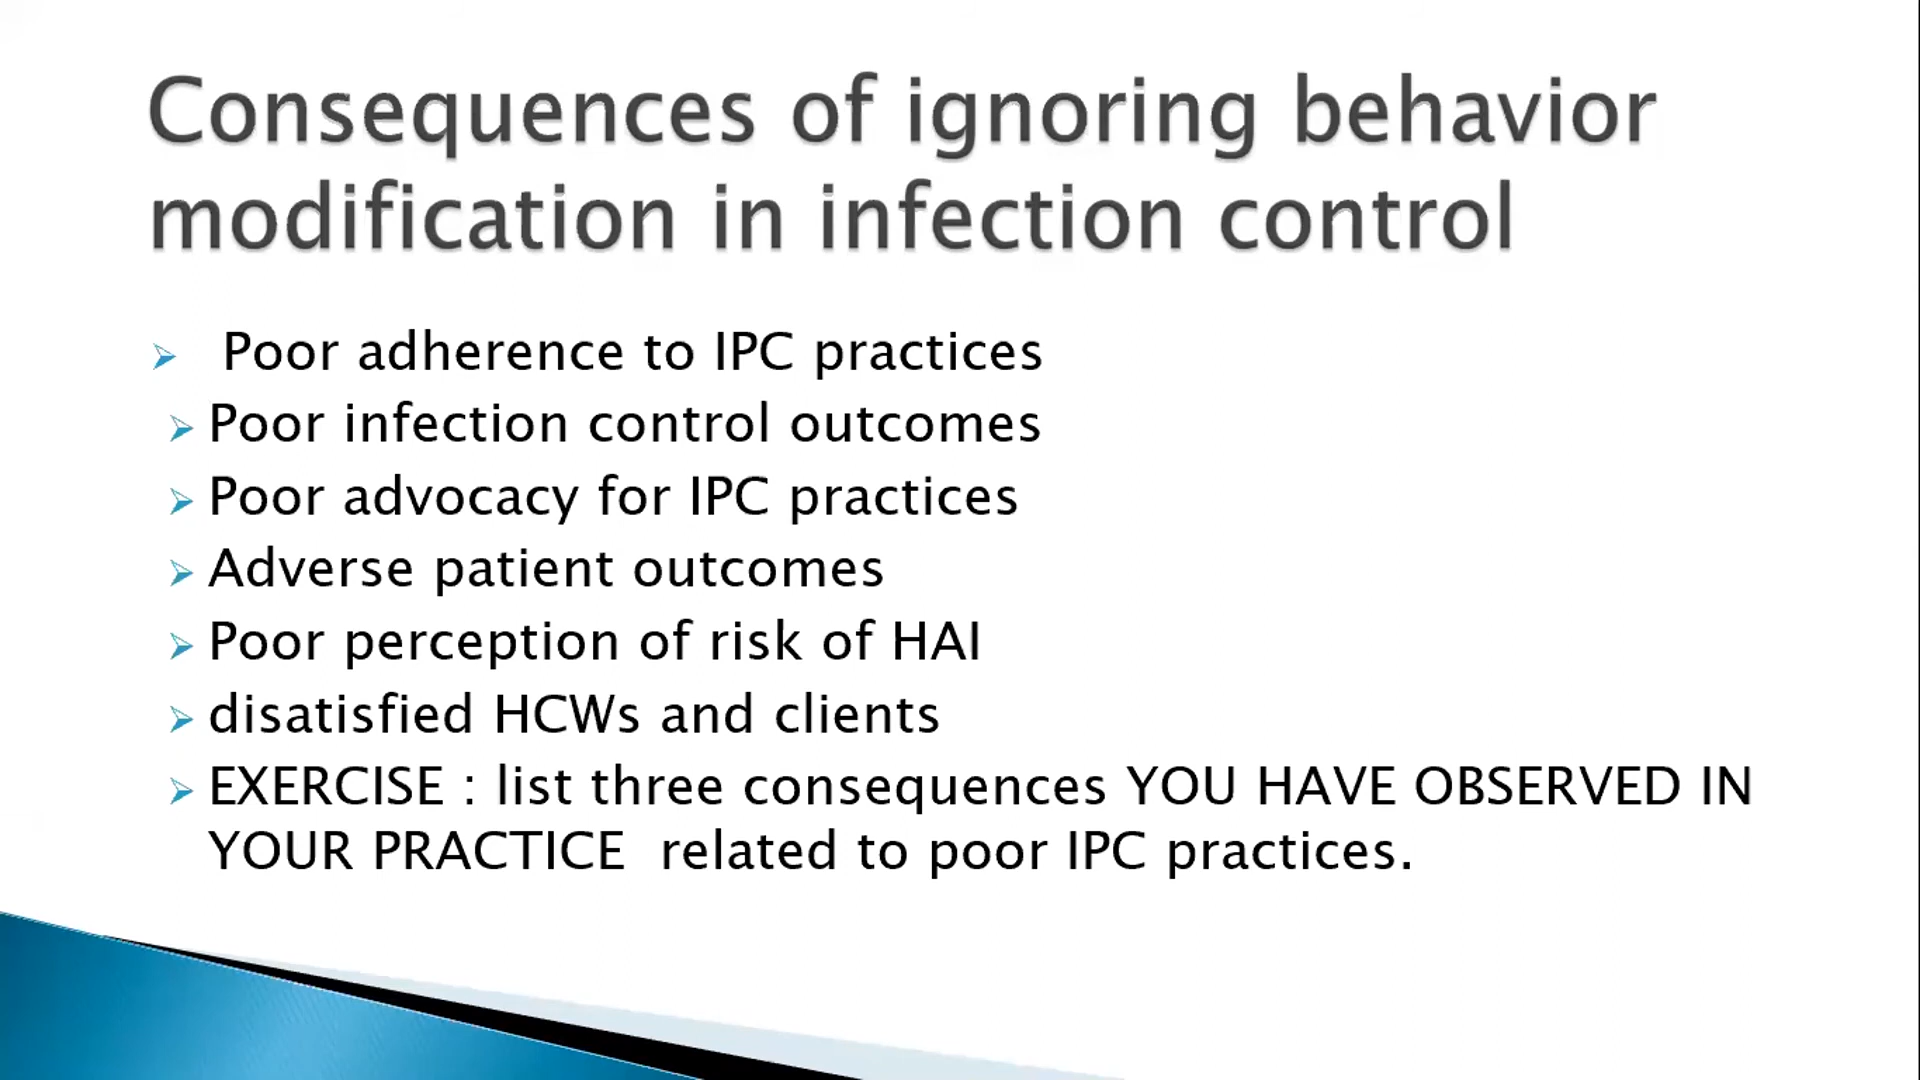 Consequences of ignoring behavior
modification in infection control
Poor adherence to IPC practices
Poor infection control outcomes
Poor advocacy for IPC practices
Adverse patient outcomes
Poor perception of risk of HAI
disatisfied HCWs and clients
EXERCISE : list three consequences YOU HAVE OBSERVED IN
YOUR PRACTICE  related to poor IPC practices.